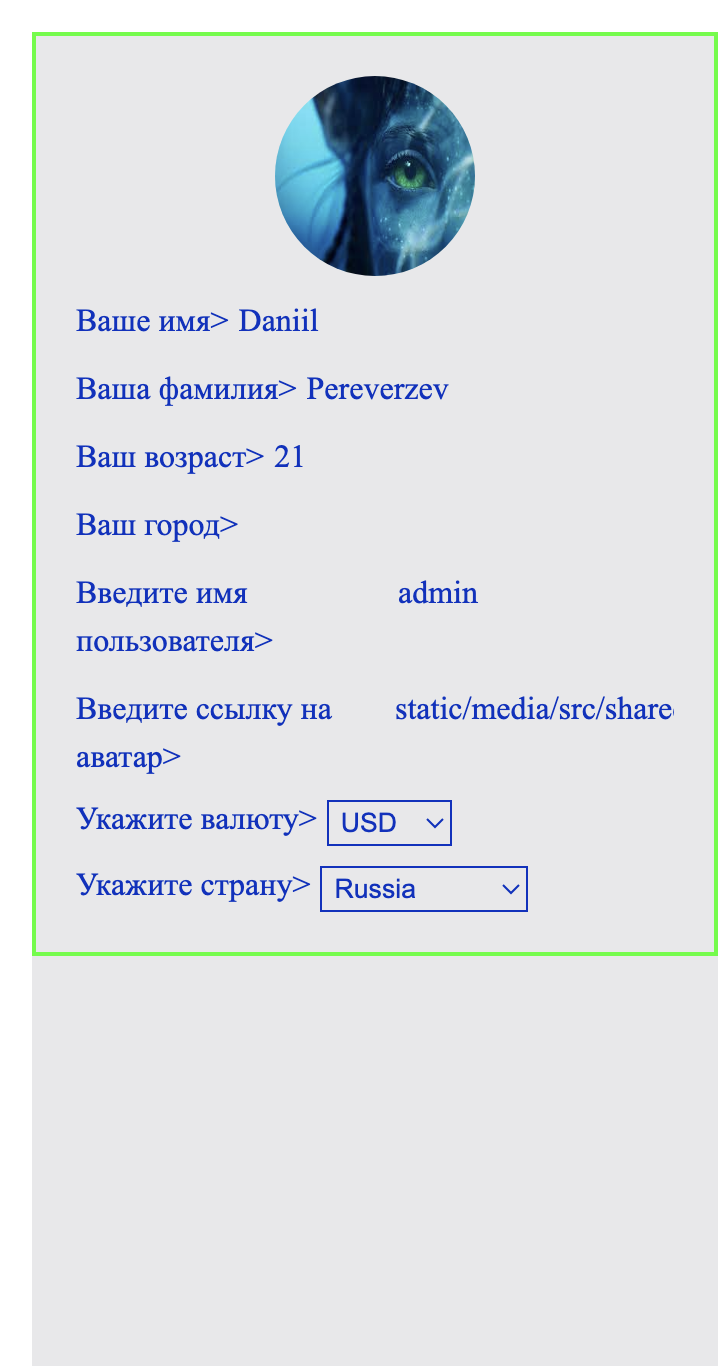 Ваше имя> Daniil
Ваша фамилия> Pereverzev
Ваш возраст> 21
Ваш город>
Введите имя admin
пользователя>
Введите ссылку на static/media/src/share
аватар>
Укажите валюту> USD
Укажите страну> Russia